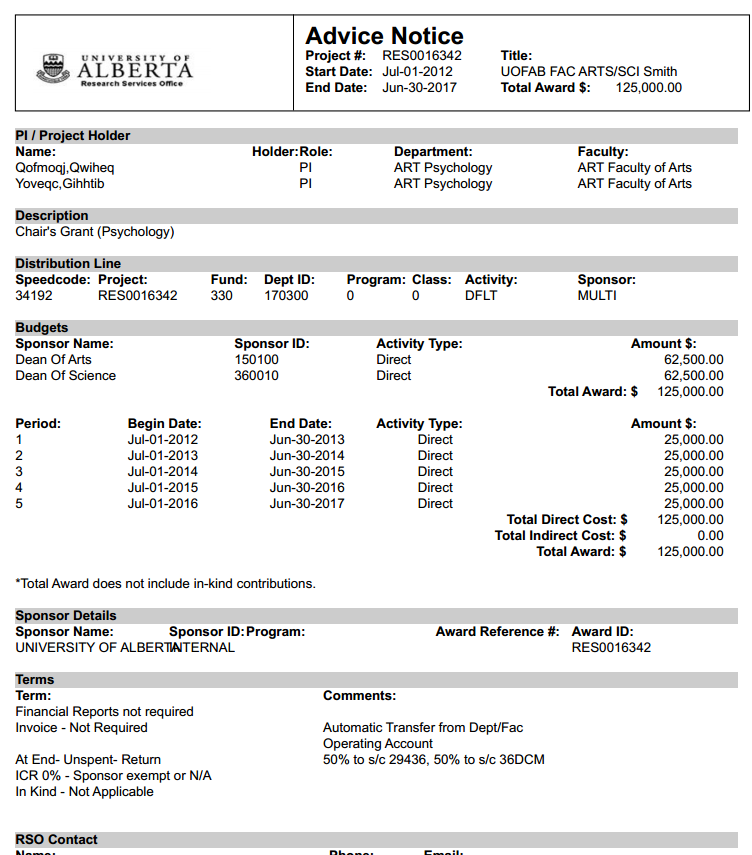 UNIVERSITY OF
ALBERTA
Research Services Office
Advice Notice
Project #: RES0016342 Title:
Start Date: Jul-01-2012 UOFAB FAC ARTS/SCI Smith
End Date: Jun-30-2017 Total Award $: 125,000.00
PI / Project Holder
Name: Holder:Role: Department: Faculty:
Qofmoqj,Qwiheq PI ART Psychology ART Faculty of Arts
Yoveqc,Gihhtib PI ART Psychology ART Faculty of Arts
Description
Chair's Grant (Psychology)
Distribution Line
Speedcode: Project: Fund: Dept ID: Program: Class: Activity: Sponsor:
34192 RES0016342 330 170300 0 0 DFLT MULTI
Budgets
Sponsor Name: Sponsor ID: Activity Type: Amount $:
Dean Of Arts 150100 Direct 62,500.00
Dean Of Science 360010 Direct 62,500.00
Total Award: $ 125,000.00
Period: Begin Date: End Date: Activity Type: Amount $:
1 Jul-01-2012 Jun-30-2013 Direct 25,000.00
2 Jul-01-2013 Jun-30-2014 Direct 25,000.00
3 Jul-01-2014 Jun-30-2015 Direct 25,000.00
4 Jul-01-2015 Jun-30-2016 Direct 25,000.00
5 Jul-01-2016 Jun-30-2017 Direct 25,000.00
Total Direct Cost: $ 125,000.00
Total Indirect Cost: $ 0.00
Total Award: $ 125,000.00
*Total Award does not include in-kind contributions.
Sponsor Details
Sponsor Name: Sponsor ID: Program: Award Reference #: Award ID:
UNIVERSITY OF ALBERTA INTERNAL RES0016342
Terms
Term: Comments:
Financial Reports not required
Invoice - Not Required Automatic Transfer from Dept/Fac
Operating Account
At End- Unspent- Return 50% to s/c 29436, 50% to s/c 36DCM
ICR 0% - Sponsor exempt or N/A
In Kind - Not Applicable
RSO Contact
Name: Phone: Email: